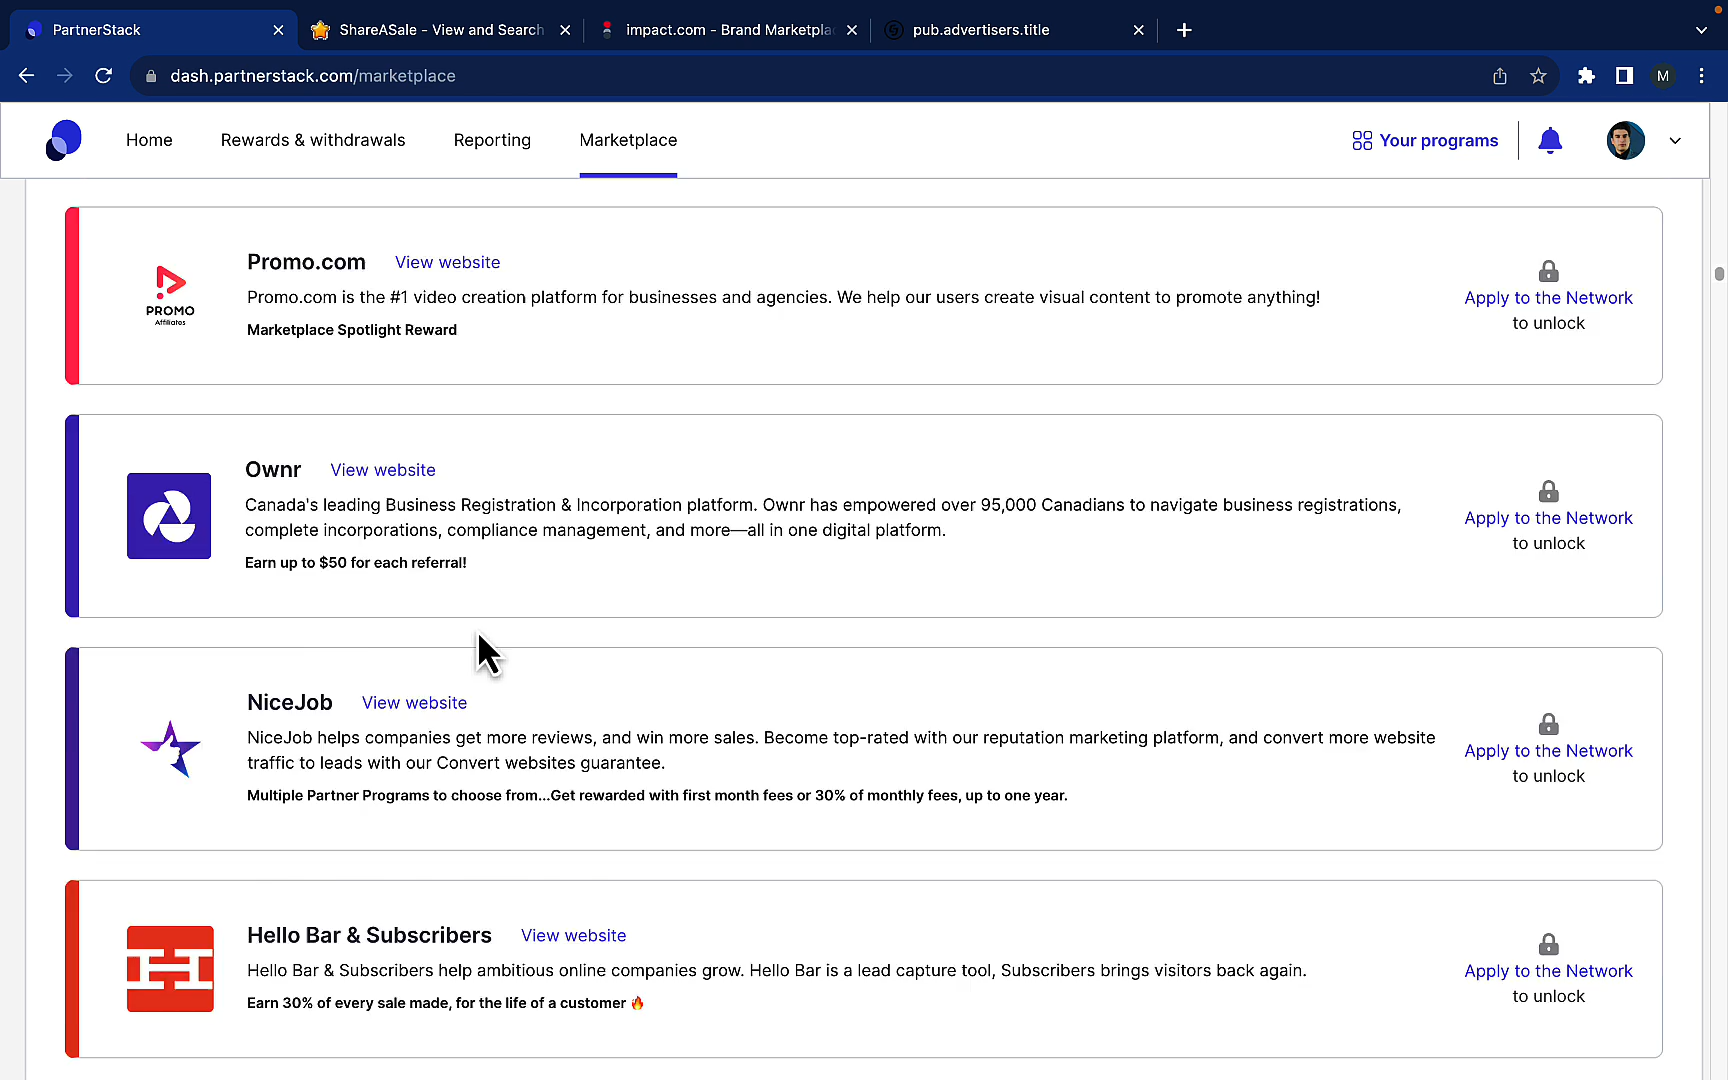 PartnerStack
ShareASale - View and Search
impact.com - Brand Marketpla
pub.advertisers.title
dash.partnerstack.com/marketplace
M
Home
Rewards & withdrawals
Reporting
Marketplace
Your programs
Promo.com View website
Promo.com is the #1 video creation platform for businesses and agencies. We help our users create visual content to promote anything!
Marketplace Spotlight Reward
PROMO
Affiliates
Apply to the Network
to unlock
Ownr View website
Canada's leading Business Registration & Incorporation platform. Ownr has empowered over 95,000 Canadians to navigate business registrations,
complete incorporations, compliance management, and more—all in one digital platform.
Earn up to $50 for each referral!
Apply to the Network
to unlock
NiceJob View website
NiceJob helps companies get more reviews, and win more sales. Become top-rated with our reputation marketing platform, and convert more website
traffic to leads with our Convert websites guarantee.
Multiple Partner Programs to choose from...Get rewarded with first month fees or 30% of monthly fees, up to one year.
Apply to the Network
to unlock
Hello Bar & Subscribers View website
Hello Bar & Subscribers help ambitious online companies grow. Hello Bar is a lead capture tool, Subscribers brings visitors back again.
Earn 30% of every sale made, for the life of a customer 🔥
Apply to the Network
to unlock